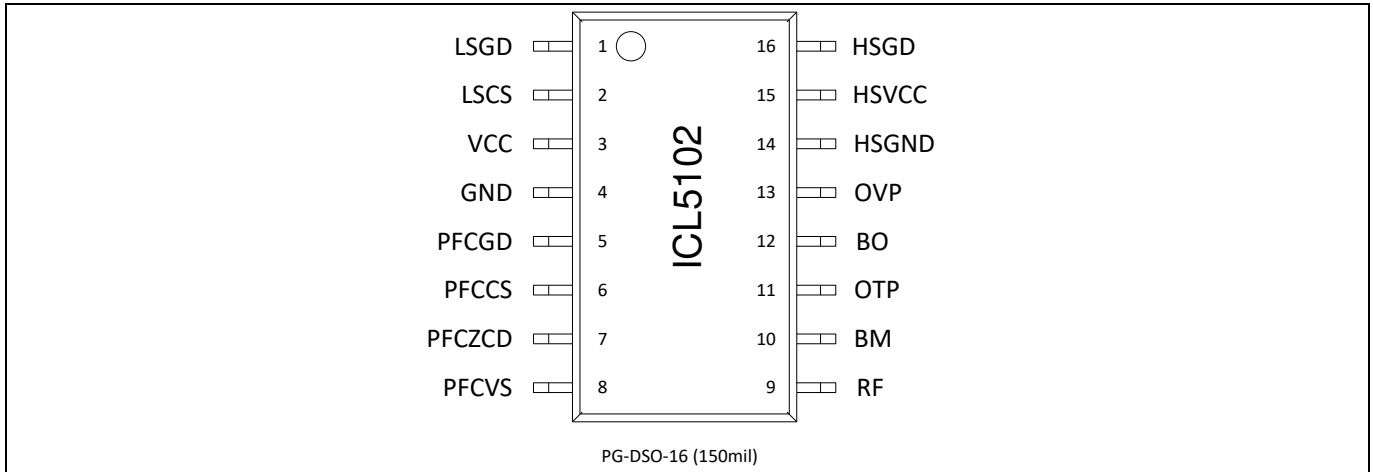 LSGD 1 16 HSGD
LSCS 2 15 HSVCC
VCC 3 14 HSGND
GND 4 13 OVP
PFCGD 5 12 BO
PFCCS 6 11 OTP
PFCZCD 7 10 BM
PFCVS 8 9 RF
ICL5102
PG-DSO-16 (150mil)